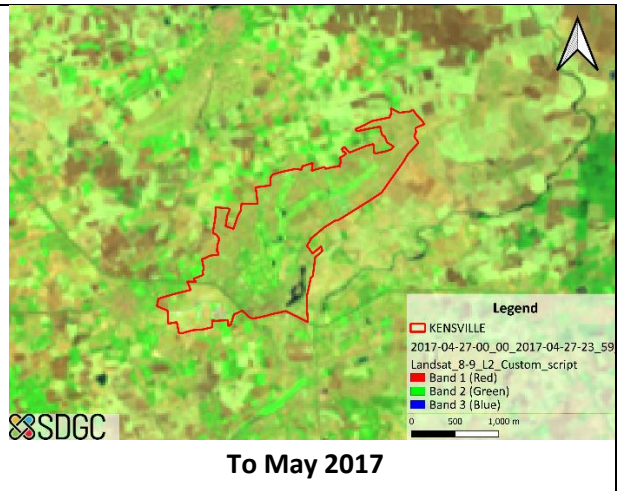 Legend
KENSVILLE
2017-04-27-00_00_2017-04-27-23_59
Landsat_8-9_L2_Custom_script
Band 1 (Red)
Band 2 (Green)
Band 3 (Blue)
0 500 1,000 m
SDGC
To May 2017